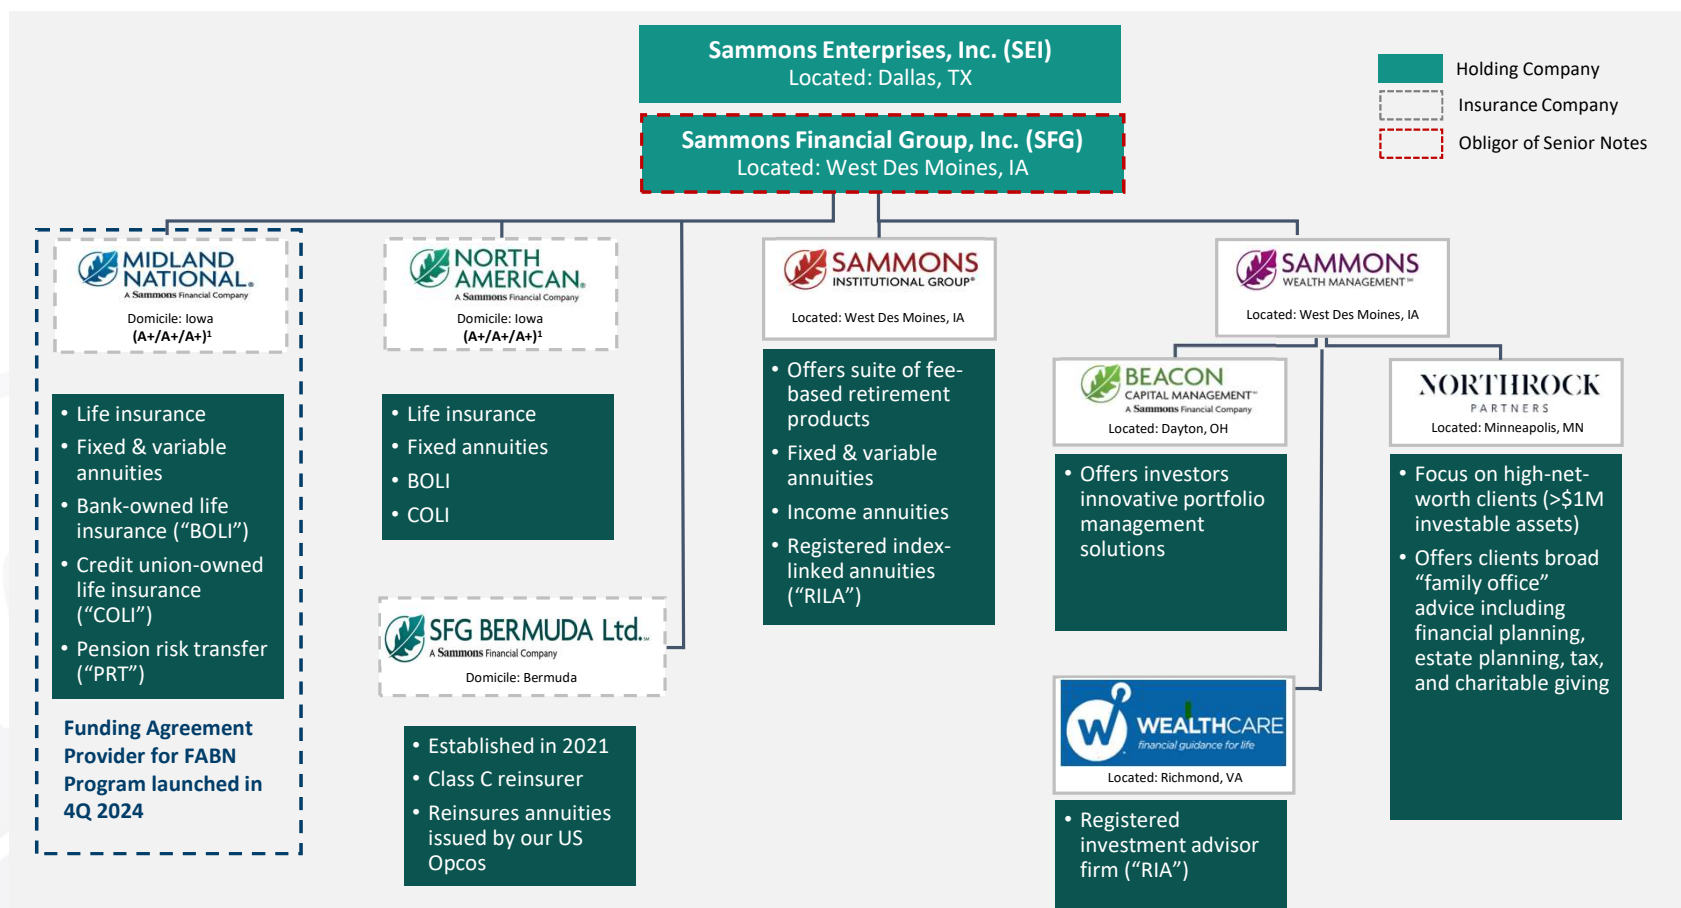 Sammons Enterprises, Inc. (SEI)
Located: Dallas, TX
Sammons Financial Group, Inc. (SFG)
Located: West Des Moines, IA
Holding Company
Insurance Company
Obligor of Senior Notes
MIDLAND
NATIONAL®
A Sammons Financial Company
Domicile: Iowa
(A+/A+/A+)¹
• Life insurance
• Fixed & variable
annuities
• Bank-owned life
insurance (“BOLI”)
• Credit union-owned
life insurance
(“COLI”)
• Pension risk transfer
(“PRT”)
Funding Agreement
Provider for FABN
Program launched in
4Q 2024
NORTH
AMERICAN®
A Sammons Financial Company
Domicile: Iowa
(A+/A+/A+)¹
• Life insurance
• Fixed annuities
• BOLI
• COLI
SFG BERMUDA Ltd.℠
A Sammons Financial Company
Domicile: Bermuda
• Established in 2021
• Class C reinsurer
• Reinsures annuities
issued by our US
Opcos
SAMMONS
INSTITUTIONAL GROUP®
Located: West Des Moines, IA
• Offers suite of fee-
based retirement
products
• Fixed & variable
annuities
• Income annuities
• Registered index-
linked annuities
(“RILA”)
SAMMONS
WEALTH MANAGEMENT℠
Located: West Des Moines, IA
BEACON
CAPITAL MANAGEMENT℠
A Sammons Financial Company
Located: Dayton, OH
• Offers investors
innovative portfolio
management
solutions
W
WEALTHCARE
financial guidance for life
Located: Richmond, VA
• Registered
investment advisor
firm (“RIA”)
NORTHROCK
PARTNERS
Located: Minneapolis, MN
• Focus on high-net-
worth clients (>$1M
investable assets)
• Offers clients broad
“family office”
advice including
financial planning,
estate planning, tax,
and charitable giving